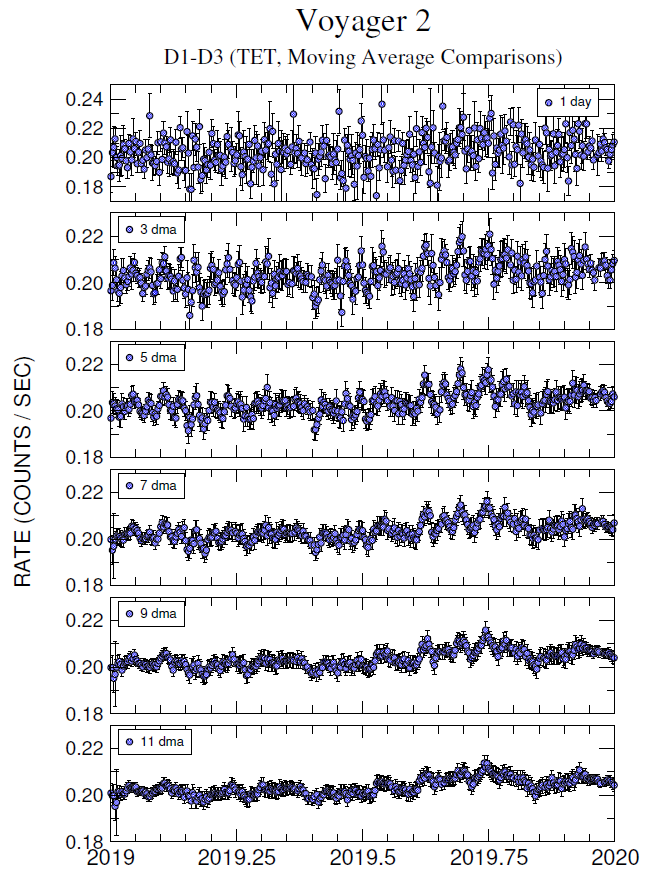 Voyager 2
D1-D3 (TET, Moving Average Comparisons)
RATE (COUNTS / SEC)
0.24
0.22
0.20
0.18
1 day
0.22
0.20
0.18
3 dma
0.22
0.20
0.18
5 dma
0.22
0.20
0.18
7 dma
0.22
0.20
0.18
9 dma
0.22
0.20
0.18
11 dma
2019 2019.25 2019.5 2019.75 2020